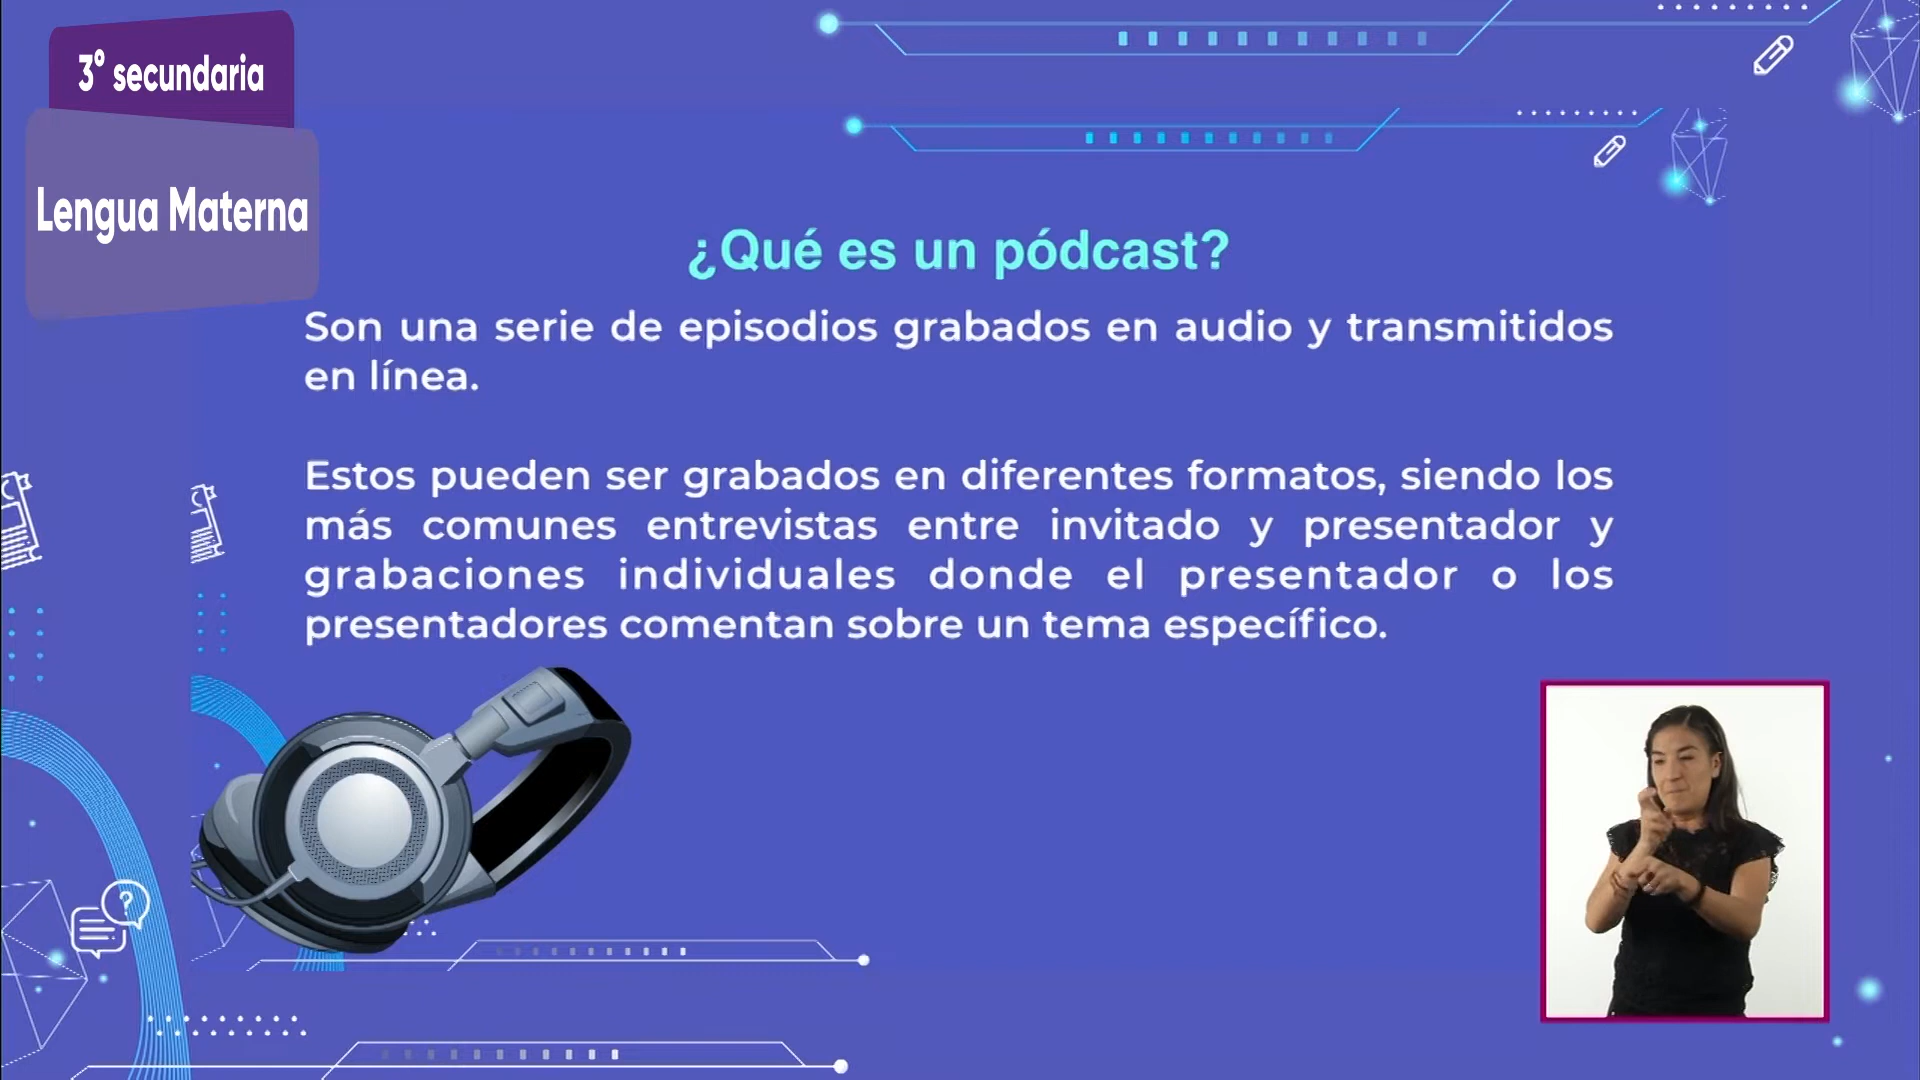 3° secundaria
Lengua Materna
¿Qué es un pódcast?
Son una serie de episodios grabados en audio y transmitidos
en línea.
Estos pueden ser grabados en diferentes formatos, siendo los
más comunes entrevistas entre invitado y presentador y
grabaciones individuales donde el presentador o los
presentadores comentan sobre un tema específico.
?